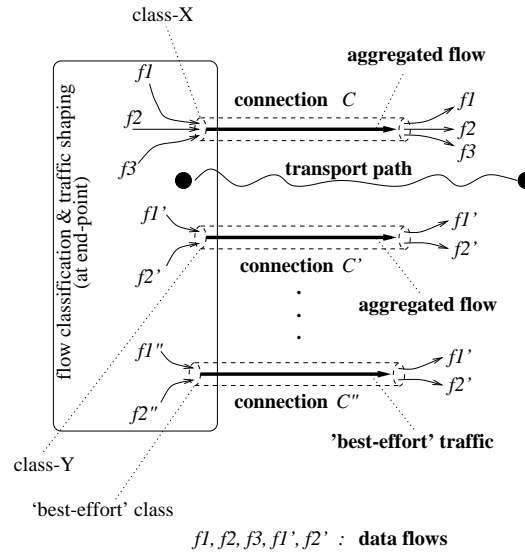 class-X
aggregated flow
connection C
f1
f2
f3
f1
f2
f3
transport path
flow classification & traffic shaping
(at end-point)
f1'
f2'
f1'
f2'
connection C'
aggregated flow
f1"
f2"
f1'
f2'
connection C"
'best-effort' traffic
class-Y
'best-effort' class
f1, f2, f3, f1', f2' : data flows